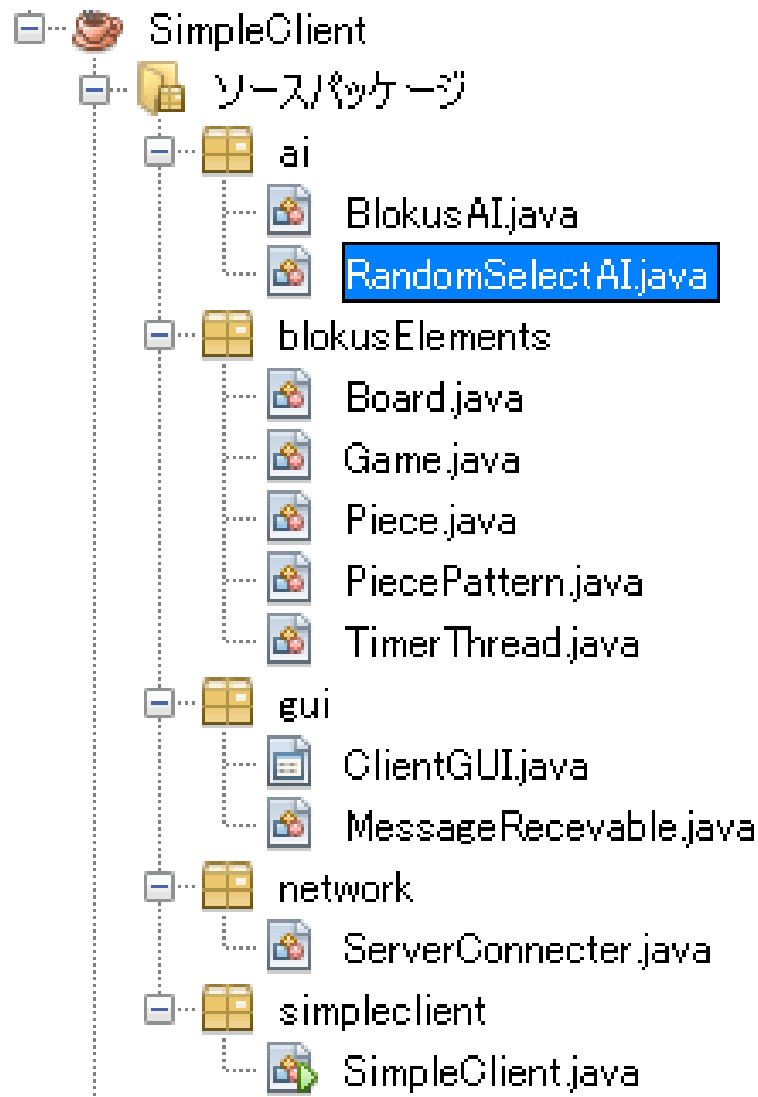 SimpleClient
ソースパッケージ
ai
BlokusAI.java
RandomSelectAI.java
blokusElements
Board.java
Game.java
Piece.java
PiecePattern.java
TimerThread.java
gui
ClientGUI.java
MessageRecevable.java
network
ServerConnecter.java
simpleclient
SimpleClient.java